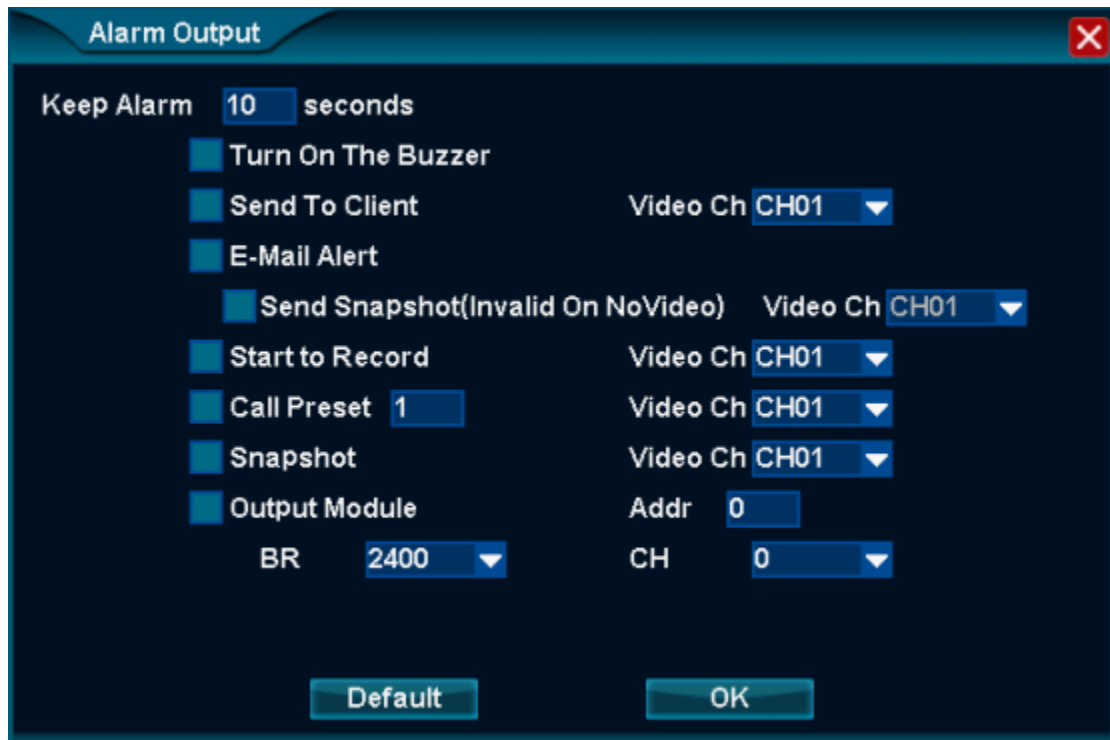 Alarm Output
Keep Alarm 10 seconds
Turn On The Buzzer
Send To Client Video Ch CH01
E-Mail Alert
Send Snapshot(Invalid On NoVideo) Video Ch CH01
Start to Record Video Ch CH01
Call Preset 1 Video Ch CH01
Snapshot Video Ch CH01
Output Module Addr 0
BR 2400 CH 0
Default OK